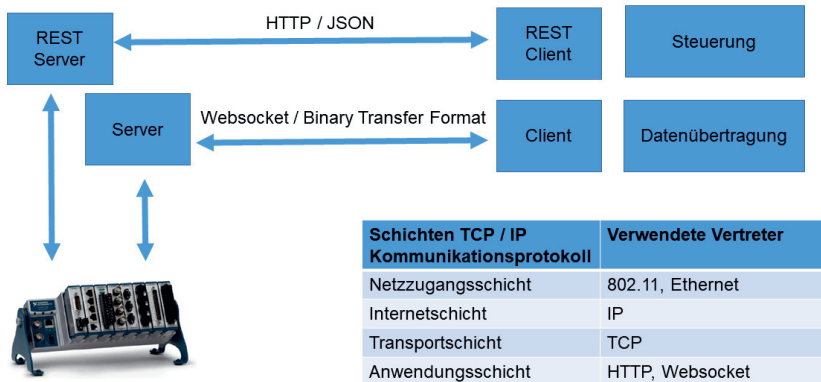 HTTP / JSON
REST
Server
REST
Client
Steuerung
Server
Websocket / Binary Transfer Format
Client
Datenübertragung
Schichten TCP / IP
Kommunikationsprotokoll
Verwendete Vertreter
Netzzugangsschicht
802.11, Ethernet
Internetschicht
IP
Transportschicht
TCP
Anwendungsschicht
HTTP, Websocket